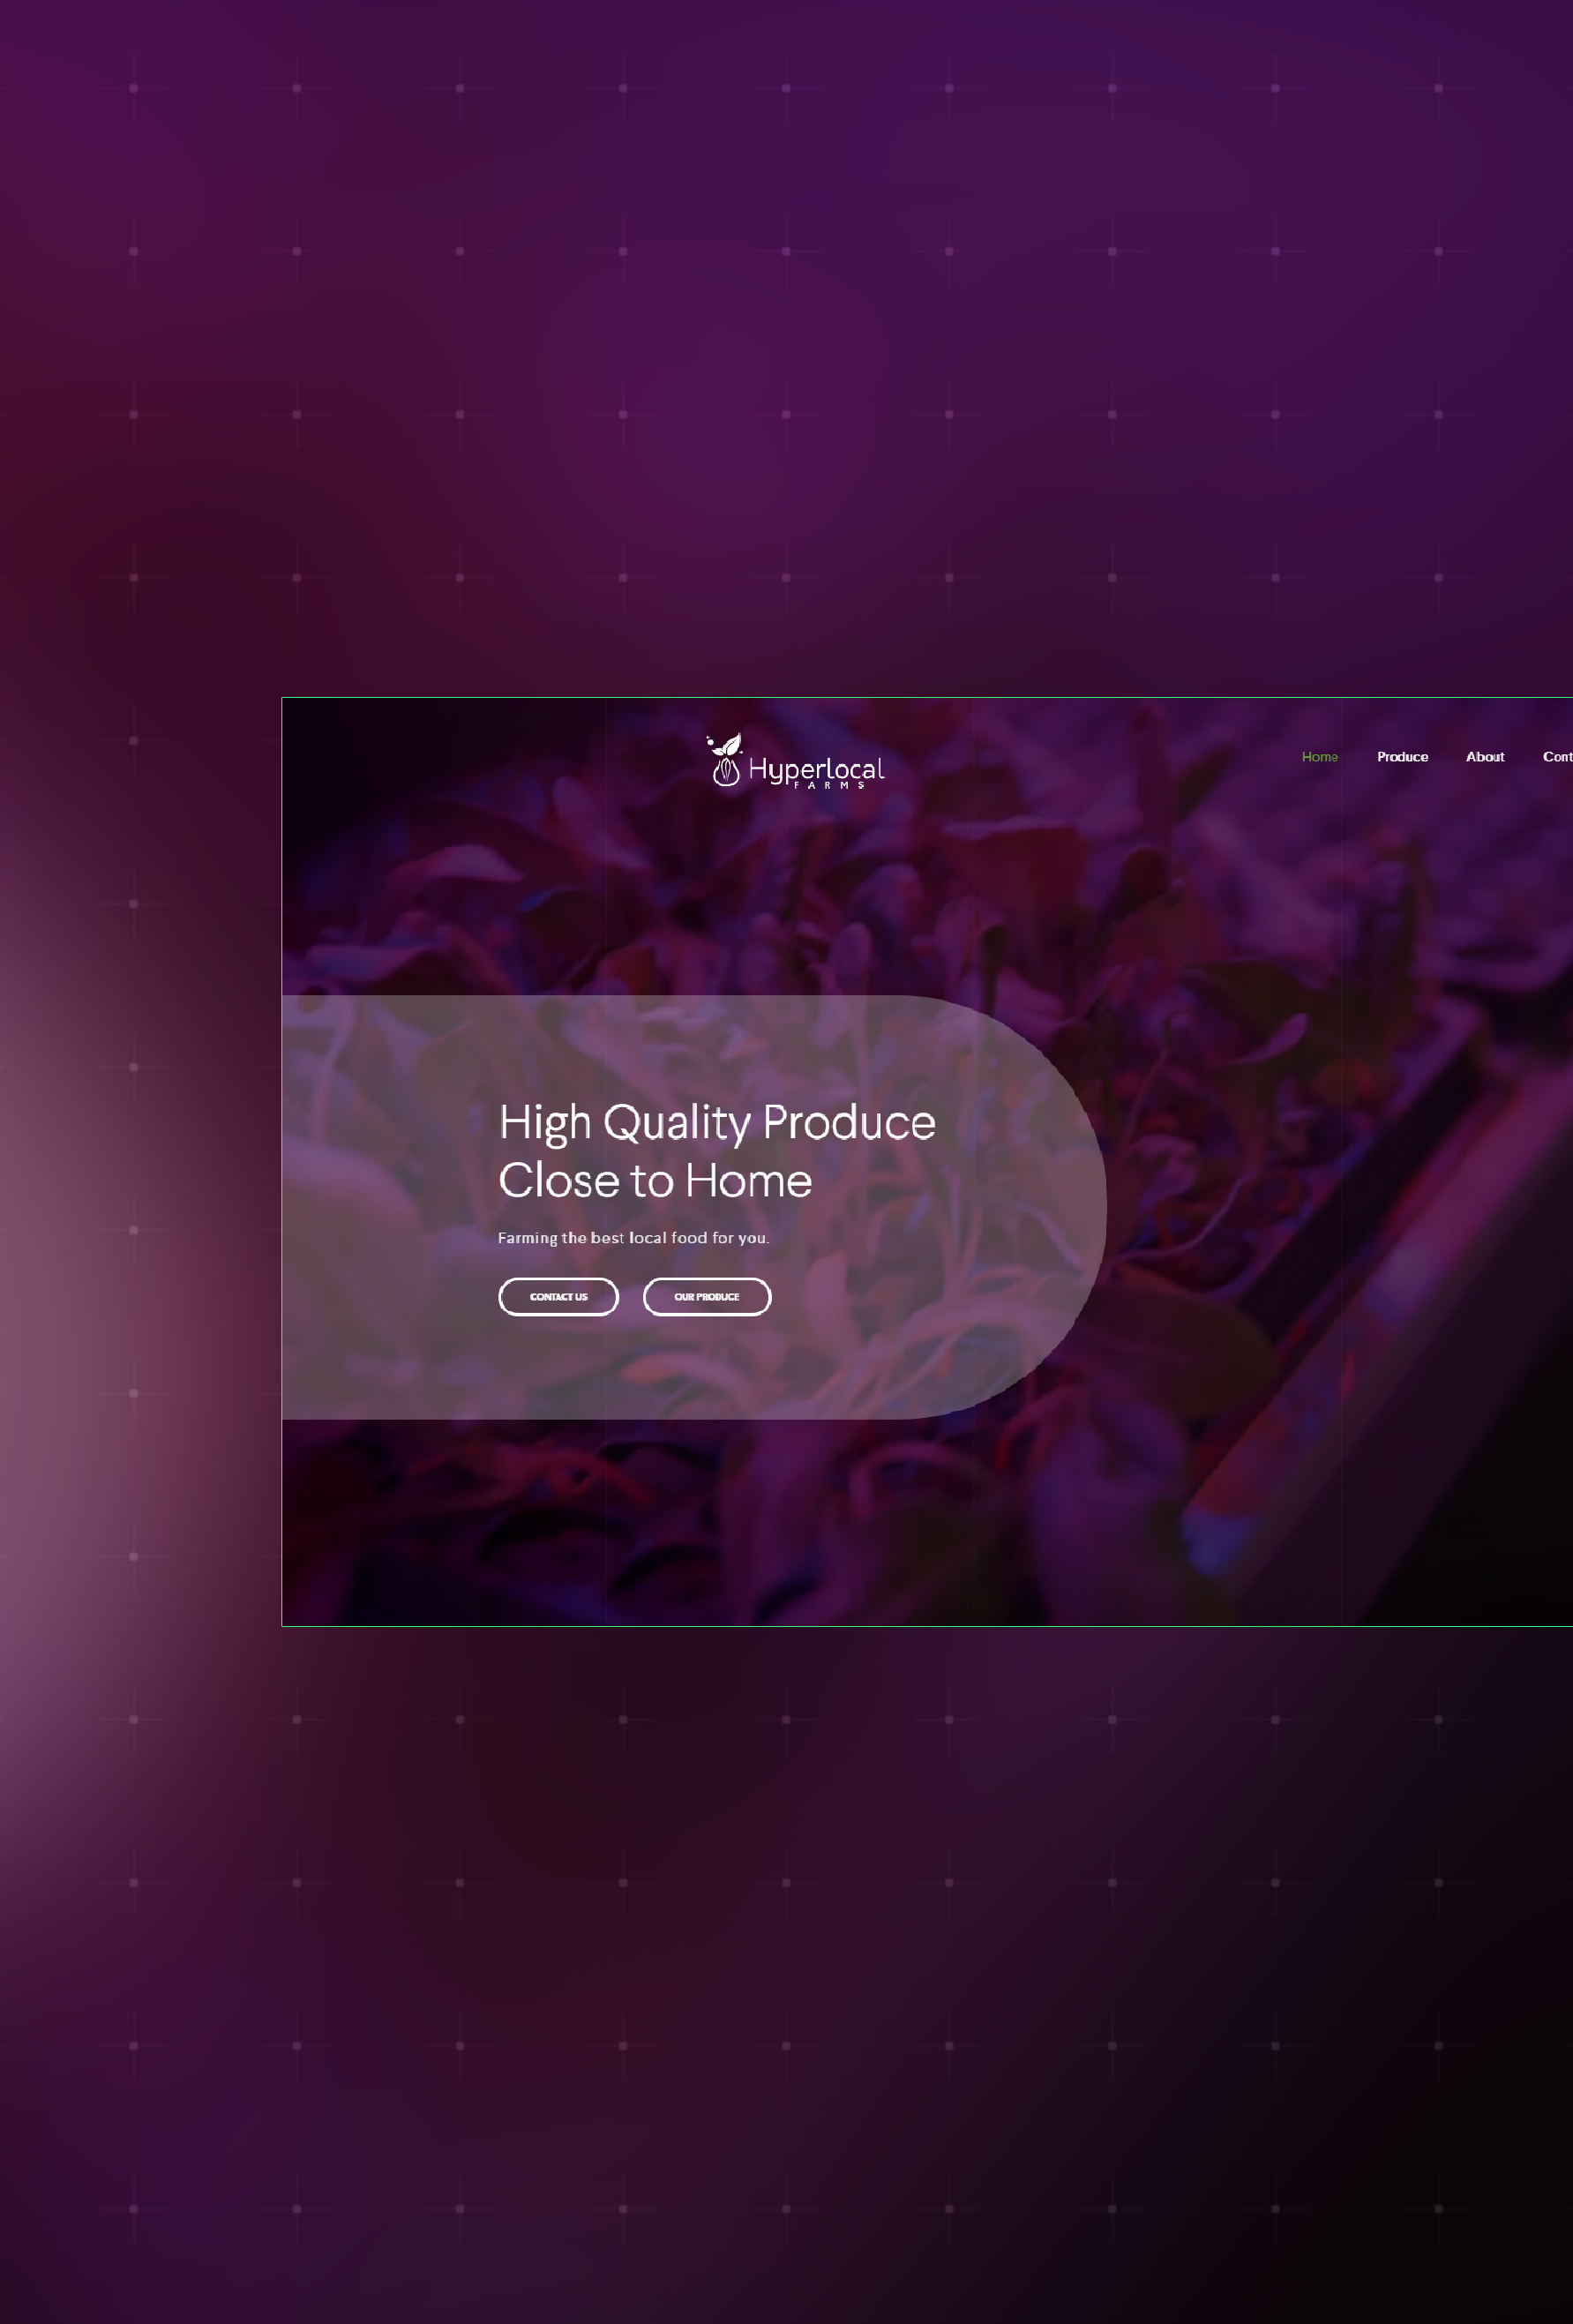 Hyperlocal
FARMS
Home Produce About Cont
High Quality Produce
Close to Home
Farming the best local food for you.
CONTACT US OUR PRODUCE